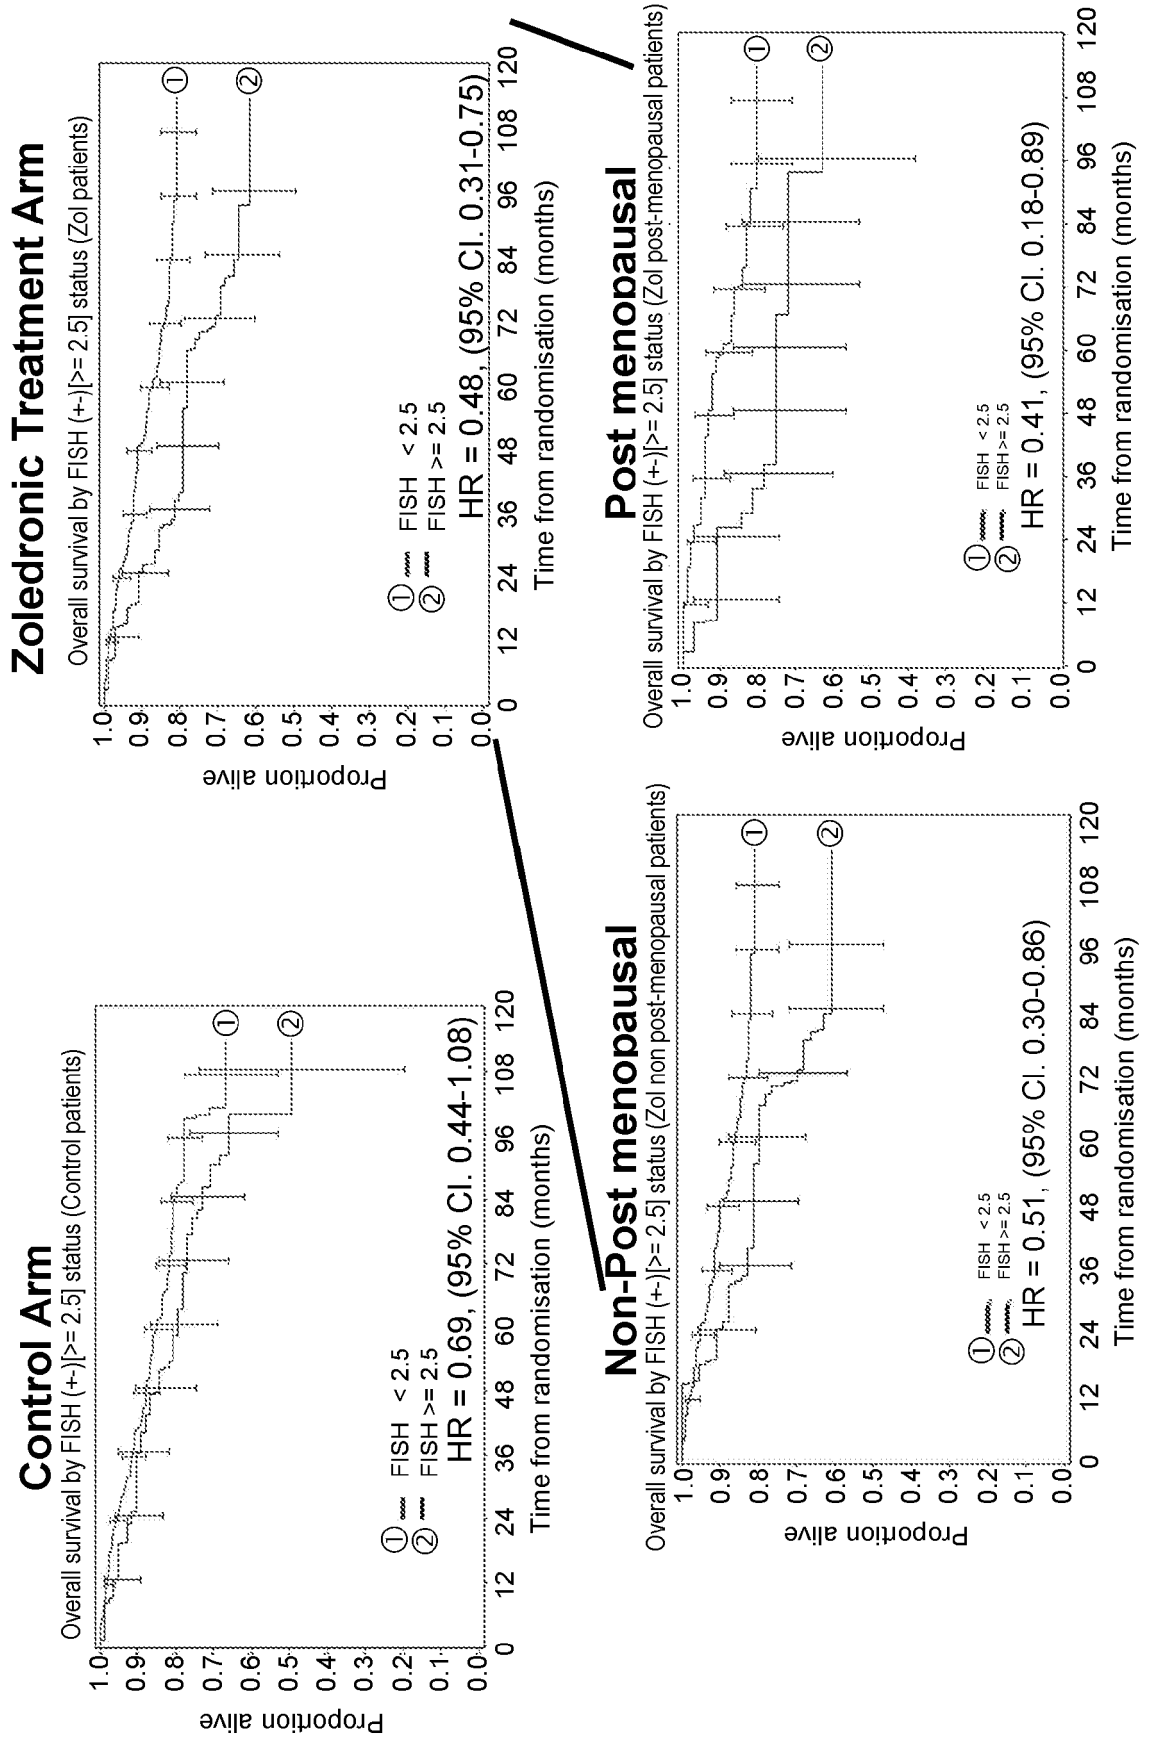 Control Arm
Overall survival by FISH (+-)[>= 2.5] status (Control patients)
Proportion alive
1.0
0.9
0.8
0.7
0.6
0.5
0.4
0.3
0.2
0.1
0.0
1
2
1 FISH < 2.5
2 FISH >= 2.5
HR = 0.69, (95% CI. 0.44-1.08)
0 12 24 36 48 60 72 84 96 108 120
Time from randomisation (months)
Zoledronic Treatment Arm
Overall survival by FISH (+-)[>= 2.5] status (Zol patients)
Proportion alive
1.0
0.9
0.8
0.7
0.6
0.5
0.4
0.3
0.2
0.1
0.0
1
2
1 FISH < 2.5
2 FISH >= 2.5
HR = 0.48, (95% CI. 0.31-0.75)
0 12 24 36 48 60 72 84 96 108 120
Time from randomisation (months)
Non-Post menopausal
Overall survival by FISH (+-)[>= 2.5] status (Zol non post-menopausal patients)
Proportion alive
1.0
0.9
0.8
0.7
0.6
0.5
0.4
0.3
0.2
0.1
0.0
1
2
1 FISH < 2.5
2 FISH >= 2.5
HR = 0.51, (95% CI. 0.30-0.86)
0 12 24 36 48 60 72 84 96 108 120
Time from randomisation (months)
Post menopausal
Overall survival by FISH (+-)[>= 2.5] status (Zol post-menopausal patients)
Proportion alive
1.0
0.9
0.8
0.7
0.6
0.5
0.4
0.3
0.2
0.1
0.0
1
2
1 FISH < 2.5
2 FISH >= 2.5
HR = 0.41, (95% CI. 0.18-0.89)
0 12 24 36 48 60 72 84 96 108 120
Time from randomisation (months)